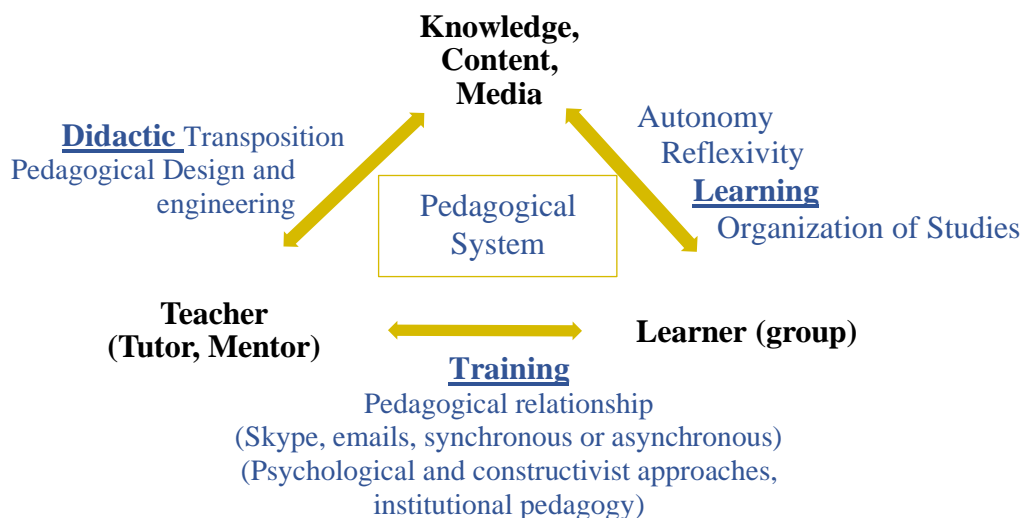 Knowledge,
Content,
Media
Didactic Transposition
Pedagogical Design and
engineering
Autonomy
Reflexivity
Learning
Organization of Studies
Pedagogical
System
Teacher
(Tutor, Mentor)
Learner (group)
Training
Pedagogical relationship
(Skype, emails, synchronous or asynchronous)
(Psychological and constructivist approaches,
institutional pedagogy)